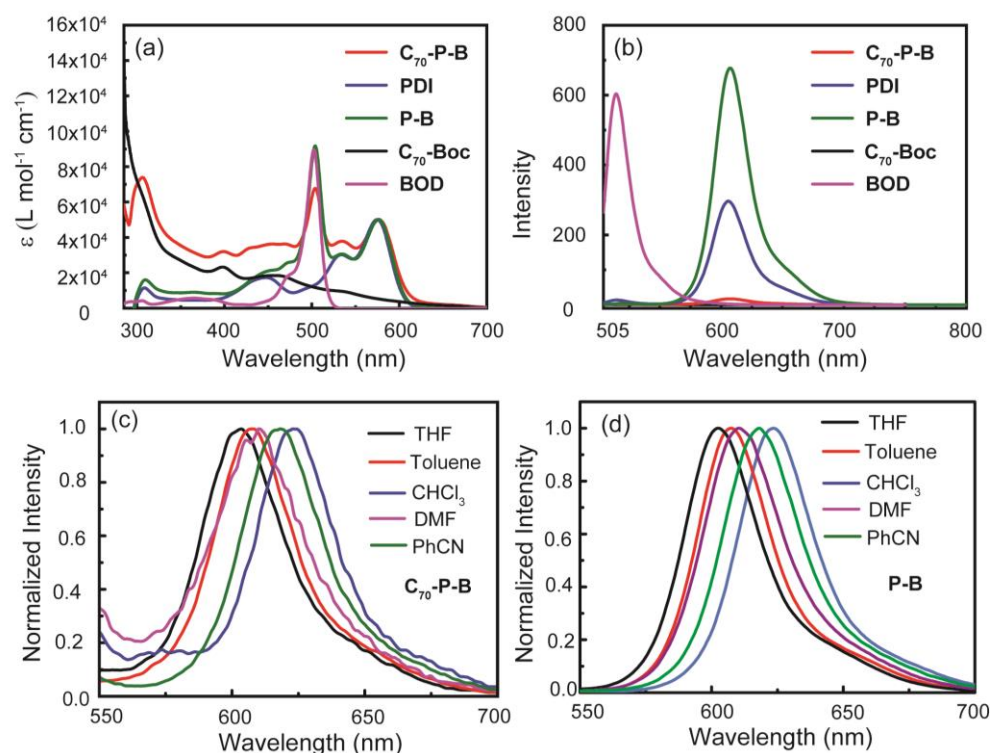 (a)
16x10⁴
14x10⁴
12x10⁴
10x10⁴
8x10⁴
6x10⁴
4x10⁴
2x10⁴
0
ε (L mol⁻¹ cm⁻¹)
C₇₀-P-B
PDI
P-B
C₇₀-Boc
BOD
300 400 500 600 700
Wavelength (nm)
(b)
800
600
400
200
0
Intensity
C₇₀-P-B
PDI
P-B
C₇₀-Boc
BOD
505 600 700 800
Wavelength (nm)
(c)
1.0
0.8
0.6
0.4
0.2
0.0
Normalized Intensity
THF
Toluene
CHCl₃
DMF
PhCN
C₇₀-P-B
550 600 650 700
Wavelength (nm)
(d)
1.0
0.8
0.6
0.4
0.2
0.0
Normalized Intensity
THF
Toluene
CHCl₃
DMF
PhCN
P-B
550 600 650 700
Wavelength (nm)